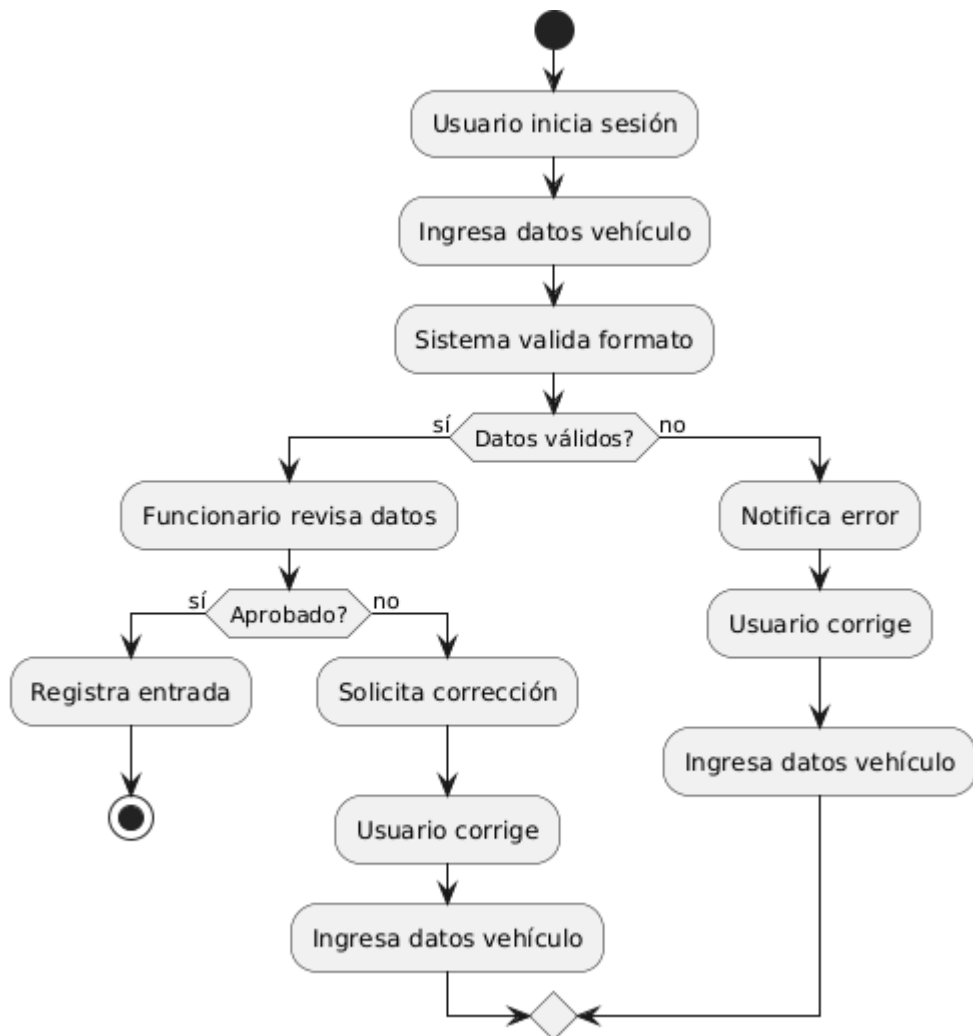 Usuario inicia sesión
Ingresa datos vehículo
Sistema valida formato
sí
Datos válidos?
no
Funcionario revisa datos
Notifica error
sí
Aprobado?
no
Usuario corrige
Registra entrada
Solicita corrección
Ingresa datos vehículo
Usuario corrige
Ingresa datos vehículo